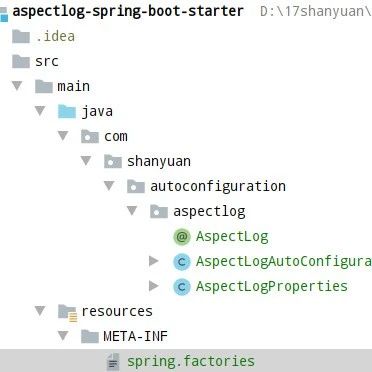 aspectlog-spring-boot-starter D:\17shanyuan\
.idea
src
main
java
com
shanyuan
autoconfiguration
aspectlog
AspectLog
AspectLogAutoConfigura
AspectLogProperties
resources
META-INF
spring.factories